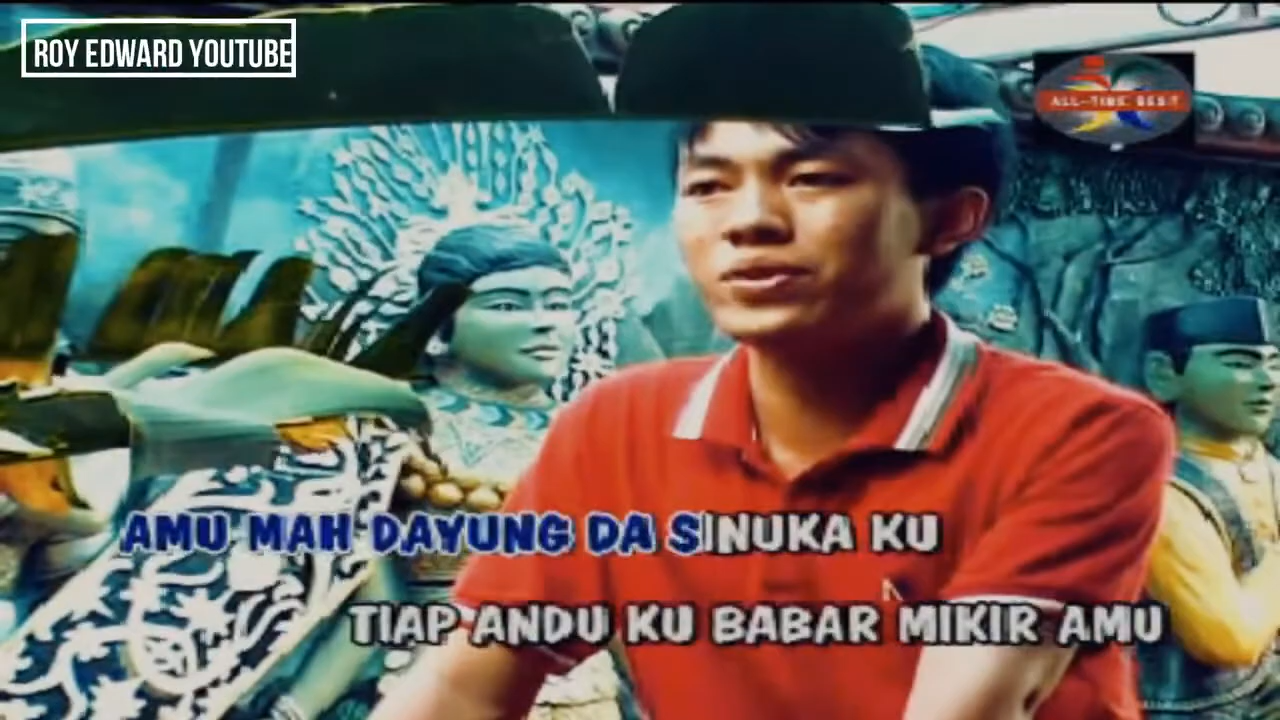 ROY EDWARD YOUTUBE
ALL-TIME BEST
AMU MAH DAYUNG DA SINUKA KU
TIAP ANDU KU BABAR MIKIR AMU